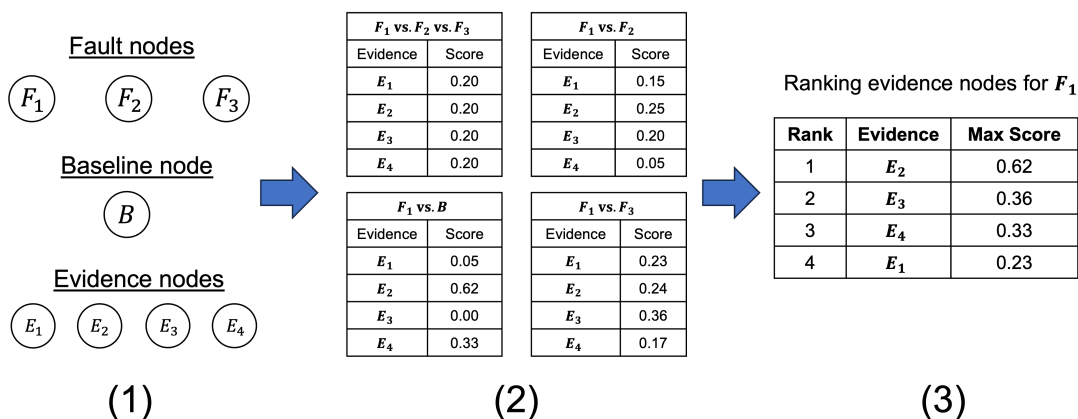 Fault nodes
F₁ F₂ F₃
Baseline node
B
Evidence nodes
E₁ E₂ E₃ E₄
(1)
F₁ vs. F₂ vs. F₃
Evidence Score
E₁ 0.20
E₂ 0.20
E₃ 0.20
E₄ 0.20
F₁ vs. F₂
Evidence Score
E₁ 0.15
E₂ 0.25
E₃ 0.20
E₄ 0.05
F₁ vs. B
Evidence Score
E₁ 0.05
E₂ 0.62
E₃ 0.00
E₄ 0.33
F₁ vs. F₃
Evidence Score
E₁ 0.23
E₂ 0.24
E₃ 0.36
E₄ 0.17
(2)
Ranking evidence nodes for F₁
Rank Evidence Max Score
1 E₂ 0.62
2 E₃ 0.36
3 E₄ 0.33
4 E₁ 0.23
(3)